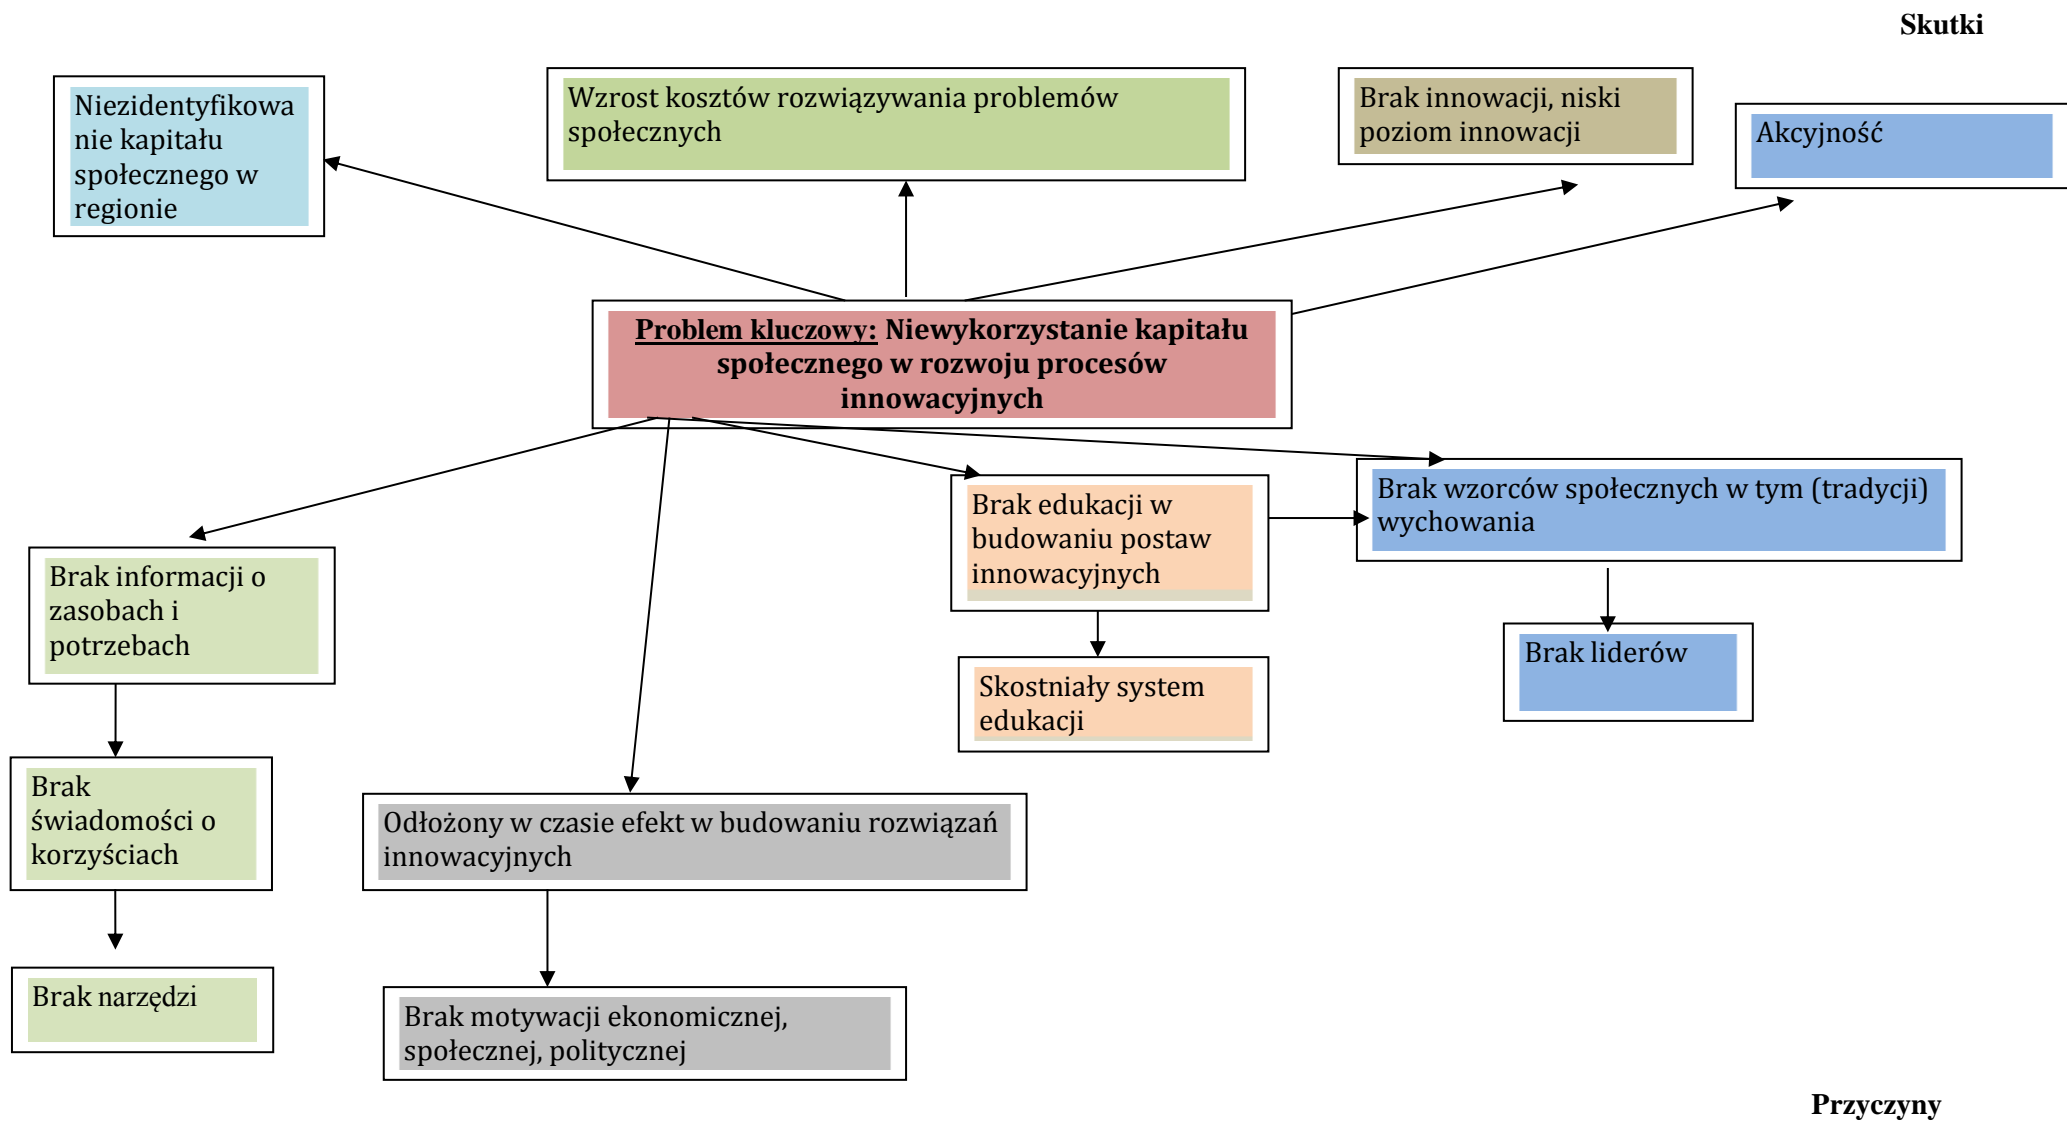 Skutki
Niezidentyfikowa
nie kapitału
społecznego w
regionie
Wzrost kosztów rozwiązywania problemów
społecznych
Brak innowacji, niski
poziom innowacji
Akcyjność
Problem kluczowy: Niewykorzystanie kapitału
społecznego w rozwoju procesów
innowacyjnych
Brak informacji o
zasobach i
potrzebach
Brak edukacji w
budowaniu postaw
innowacyjnych
Brak wzorców społecznych w tym (tradycji)
wychowania
Skostniały system
edukacji
Brak liderów
Brak
świadomości o
korzyściach
Odłożony w czasie efekt w budowaniu rozwiązań
innowacyjnych
Brak narzędzi
Brak motywacji ekonomicznej,
społecznej, politycznej
Przyczyny